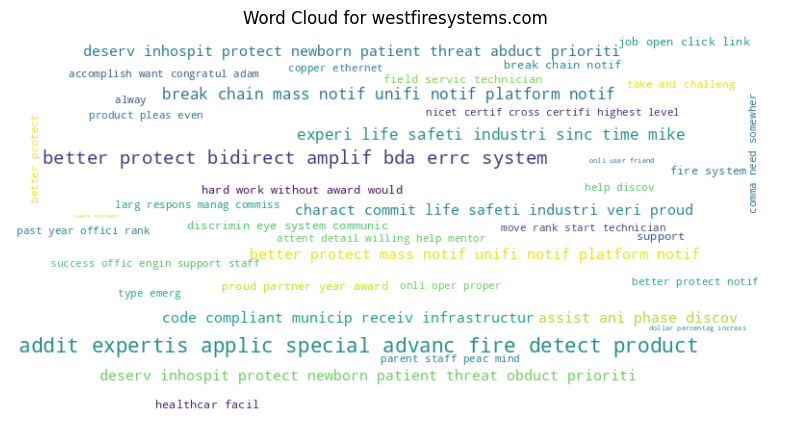 Word Cloud for westfiresystems.com
job open click link
deserv inhospit protect newborn patient threat abduct prioriti
break chain notif
copper ethernet
accomplish want congratul adam
field servic technician
take ani challeng
break chain mass notif unifi notif platform notif
alway
comma need somewher
product pleas even
nicet certif cross certifi highest level
better protect
experi life safeti industri sinc time mike
better protect bidirect amplif bda errc system
onli user friend
fire system
hard work without award would
help discov
larg respons manag commiss
charact commit life safeti industri veri proud
past year offici rank
discrimin eye system communic
move rank start technician
support
attent detail willing help mentor
better protect mass notif unifi notif platform notif
success offic engin support staff
better protect notif
proud partner year award
onli oper proper
type emerg
code compliant municip receiv infrastructur
assist ani phase discov
dollar percentag increas
addit expertis applic special advanc fire detect product
parent staff peac mind
deserv inhospit protect newborn patient threat obduct prioriti
healthcar facil